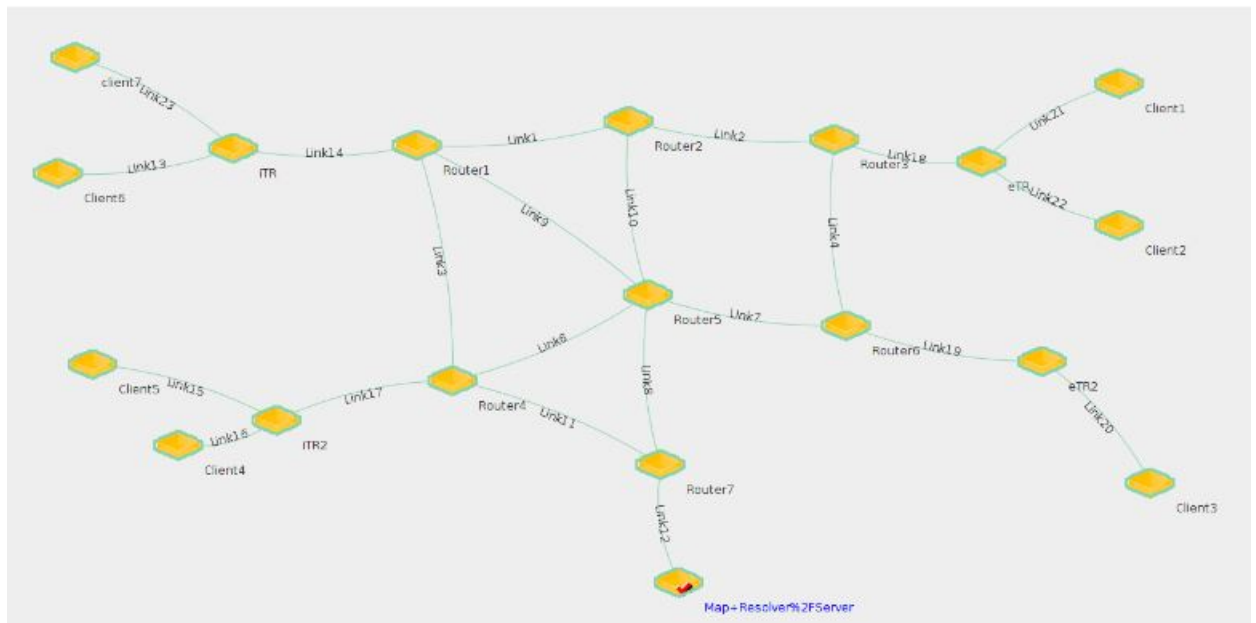 client7
Link23
Client1
Link21
Link1
Link2
Router2
Link14
Router1
Link18
Router3
Link13
ITR
Client6
eTR
Link22
Link9
Link10
Client2
Link4
Link3
Router5
Link7
Router6
Link19
Link6
Link8
Client5
Link15
Link17
Router4
eTR2
Link11
Link20
Link16
ITR2
Client4
Router7
Client3
Link12
Map+Resolver%2FServer